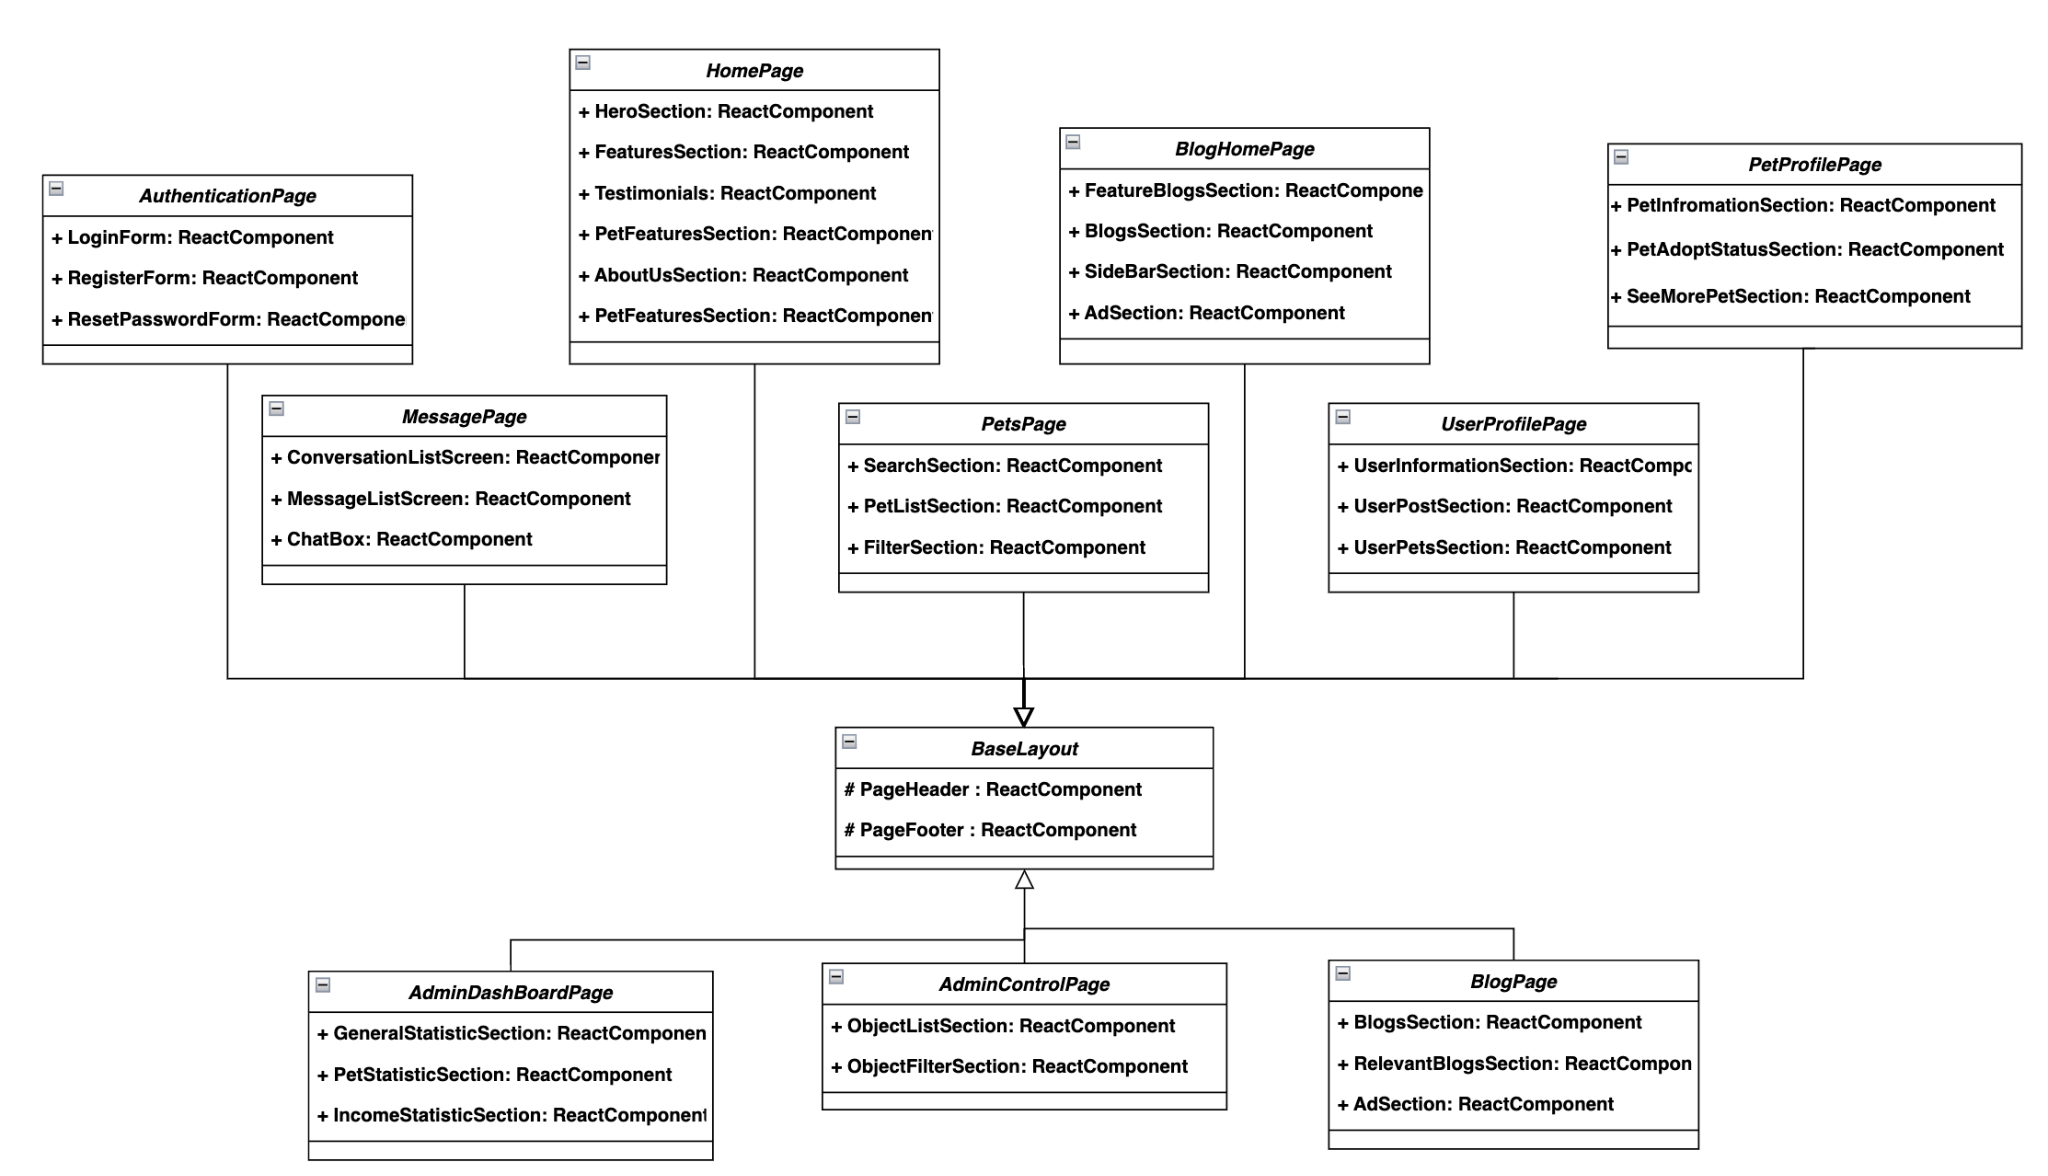 HomePage
+ HeroSection: ReactComponent
+ FeaturesSection: ReactComponent
+ Testimonials: ReactComponent
+ PetFeaturesSection: ReactComponent
+ AboutUsSection: ReactComponent
+ PetFeaturesSection: ReactComponent
BlogHomePage
+ FeatureBlogsSection: ReactCompone
+ BlogsSection: ReactComponent
+ SideBarSection: ReactComponent
+ AdSection: ReactComponent
PetProfilePage
+ PetInfromationSection: ReactComponent
+ PetAdoptStatusSection: ReactComponent
+ SeeMorePetSection: ReactComponent
AuthenticationPage
+ LoginForm: ReactComponent
+ RegisterForm: ReactComponent
+ ResetPasswordForm: ReactCompone
MessagePage
+ ConversationListScreen: ReactComponer
+ MessageListScreen: ReactComponent
+ ChatBox: ReactComponent
PetsPage
+ SearchSection: ReactComponent
+ PetListSection: ReactComponent
+ FilterSection: ReactComponent
UserProfilePage
+ UserInformationSection: ReactCompc
+ UserPostSection: ReactComponent
+ UserPetsSection: ReactComponent
BaseLayout
# PageHeader : ReactComponent
# PageFooter : ReactComponent
AdminDashBoardPage
+ GeneralStatisticSection: ReactComponen
+ PetStatisticSection: ReactComponent
+ IncomeStatisticSection: ReactComponent
AdminControlPage
+ ObjectListSection: ReactComponent
+ ObjectFilterSection: ReactComponent
BlogPage
+ BlogsSection: ReactComponent
+ RelevantBlogsSection: ReactCompon
+ AdSection: ReactComponent